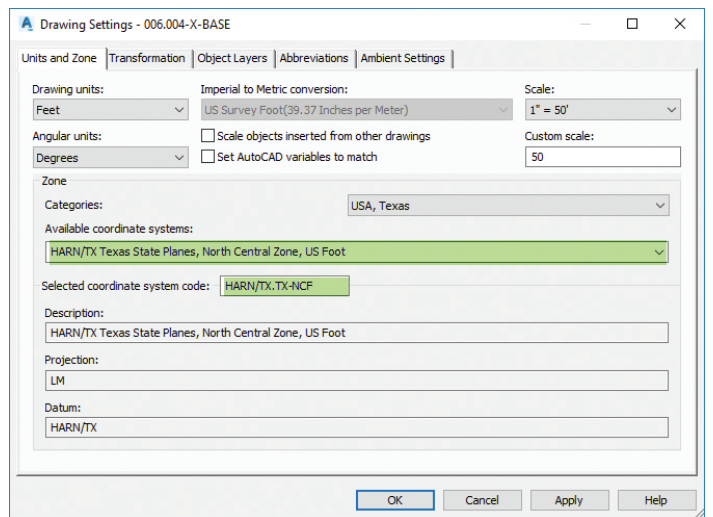 Drawing Settings - 006.004-X-BASE
Units and Zone Transformation Object Layers Abbreviations Ambient Settings
Drawing units: Imperial to Metric conversion: Scale:
Feet US Survey Foot(39.37 Inches per Meter) 1" = 50'
Angular units: Scale objects inserted from other drawings Custom scale:
Degrees Set AutoCAD variables to match 50
Zone
Categories: USA, Texas
Available coordinate systems:
HARN/TX Texas State Planes, North Central Zone, US Foot
Selected coordinate system code: HARN/TX.TX-NCF
Description:
HARN/TX Texas State Planes, North Central Zone, US Foot
Projection:
LM
Datum:
HARN/TX
OK Cancel Apply Help